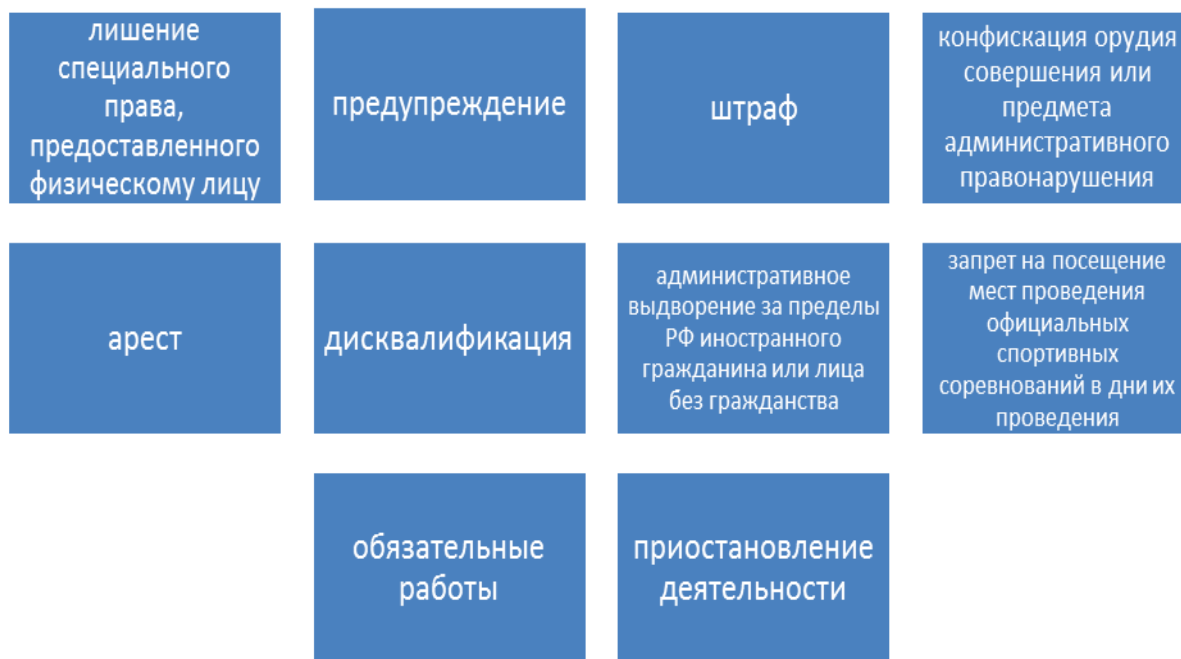 лишение
специального
права,
предоставленного
физическому лицу
предупреждение
штраф
конфискация орудия
совершения или
предмета
административного
правонарушения
арест
дисквалификация
административное
выдворение за пределы
РФ иностранного
гражданина или лица
без гражданства
запрет на посещение
мест проведения
официальных
спортивных
соревнований в дни их
проведения
обязательные
работы
приостановление
деятельности